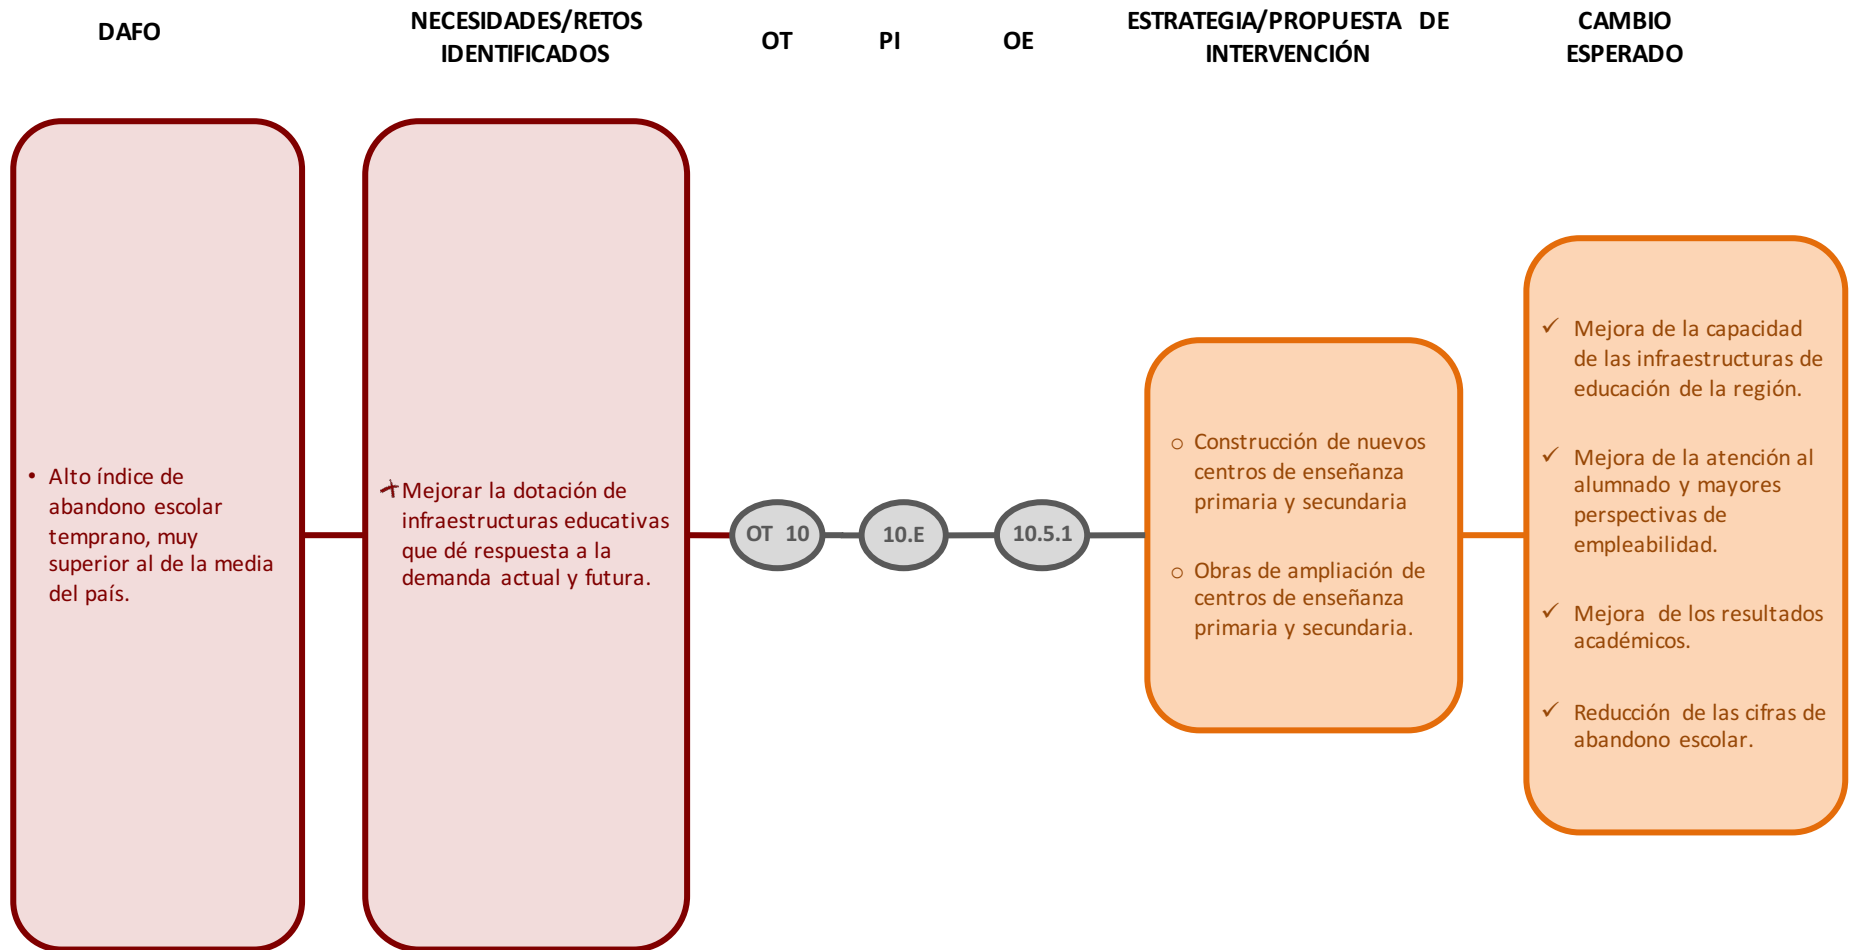 DAFO
NECESIDADES/RETOS
IDENTIFICADOS
OT
PI
OE
ESTRATEGIA/PROPUESTA DE
INTERVENCIÓN
CAMBIO
ESPERADO
• Alto índice de
abandono escolar
temprano, muy
superior al de la media
del país.
Mejorar la dotación de
infraestructuras educativas
que dé respuesta a la
demanda actual y futura.
OT 10
10.E
10.5.1
o Construcción de nuevos
centros de enseñanza
primaria y secundaria
o Obras de ampliación de
centros de enseñanza
primaria y secundaria.
✓ Mejora de la capacidad
de las infraestructuras de
educación de la región.
✓ Mejora de la atención al
alumnado y mayores
perspectivas de
empleabilidad.
✓ Mejora de los resultados
académicos.
✓ Reducción de las cifras de
abandono escolar.